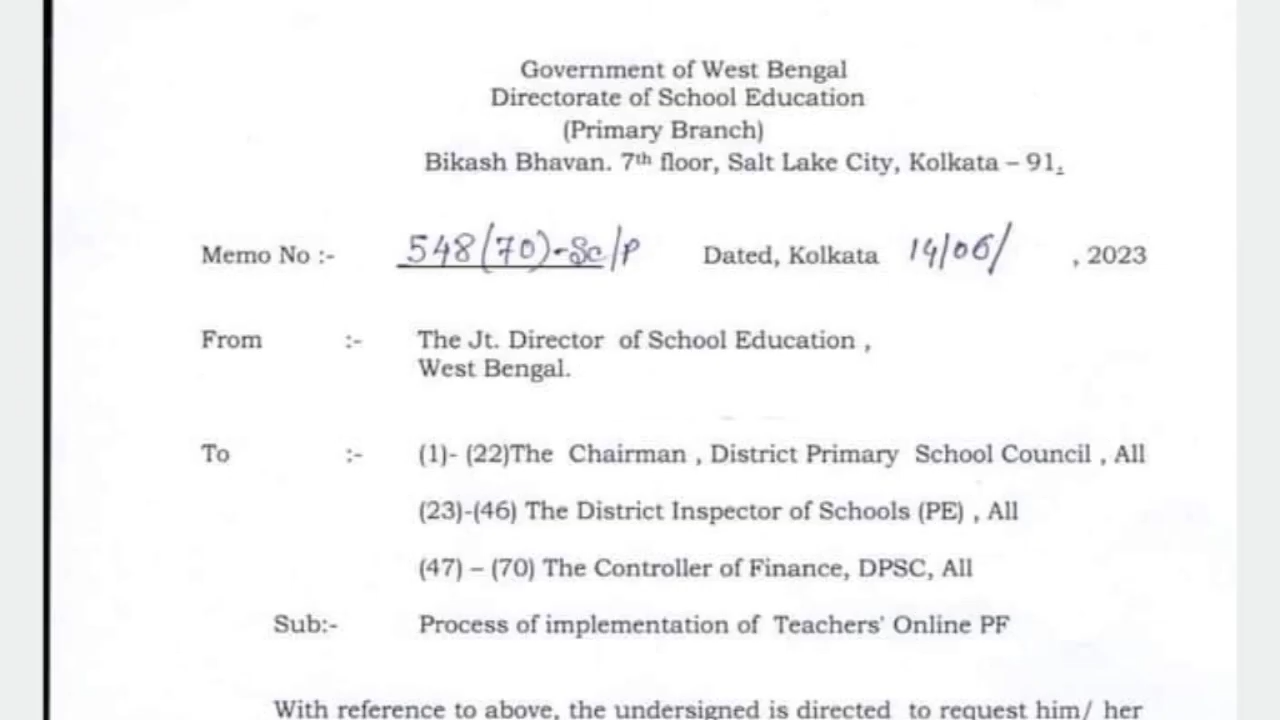 Government of West Bengal
Directorate of School Education
(Primary Branch)
Bikash Bhavan. 7th floor, Salt Lake City, Kolkata – 91.
Memo No :- 548(70)-Sc/P Dated, Kolkata 14/06/ , 2023
From :- The Jt. Director of School Education ,
West Bengal.
To :- (1)- (22)The Chairman , District Primary School Council , All
(23)-(46) The District Inspector of Schools (PE) , All
(47) – (70) The Controller of Finance, DPSC, All
Sub:- Process of implementation of Teachers' Online PF
With reference to above, the undersigned is directed to request him/ her